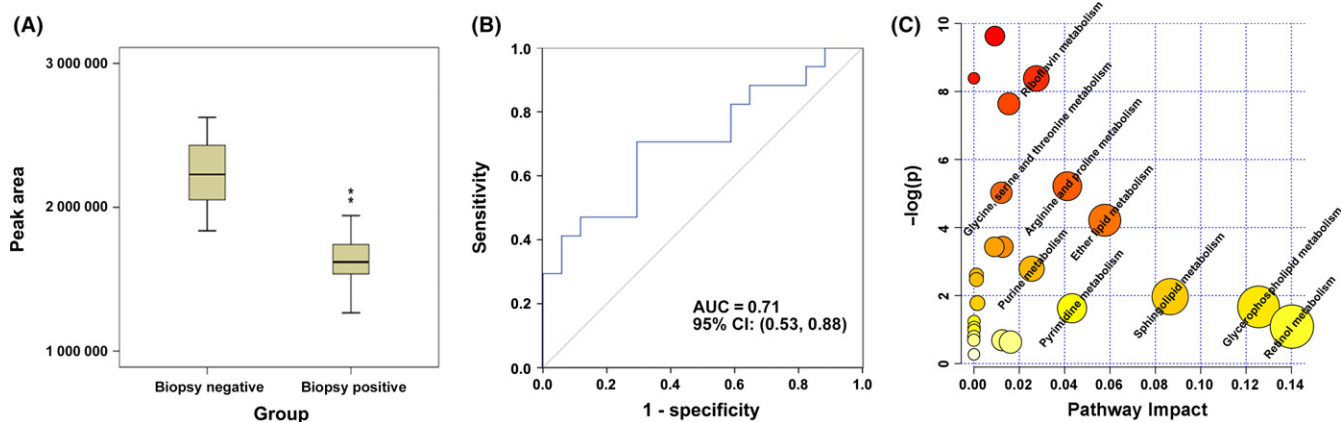 (A)
3 000 000
2 000 000
1 000 000
Peak area
*
*
Biopsy negative
Biopsy positive
Group
(B)
1.0
0.8
0.6
0.4
0.2
0.0
Sensitivity
AUC = 0.71
95% CI: (0.53, 0.88)
0.0 0.2 0.4 0.6 0.8 1.0
1 - specificity
(C)
10
8
6
4
2
0
-log(p)
Riboflavin metabolism
Glycine, serine and threonine metabolism
Arginine and proline metabolism
Ether lipid metabolism
Purine metabolism
Pyrimidine metabolism
Sphingolipid metabolism
Glycerophospholipid metabolism
Retinol metabolism
0.00 0.02 0.04 0.06 0.08 0.10 0.12 0.14
Pathway Impact